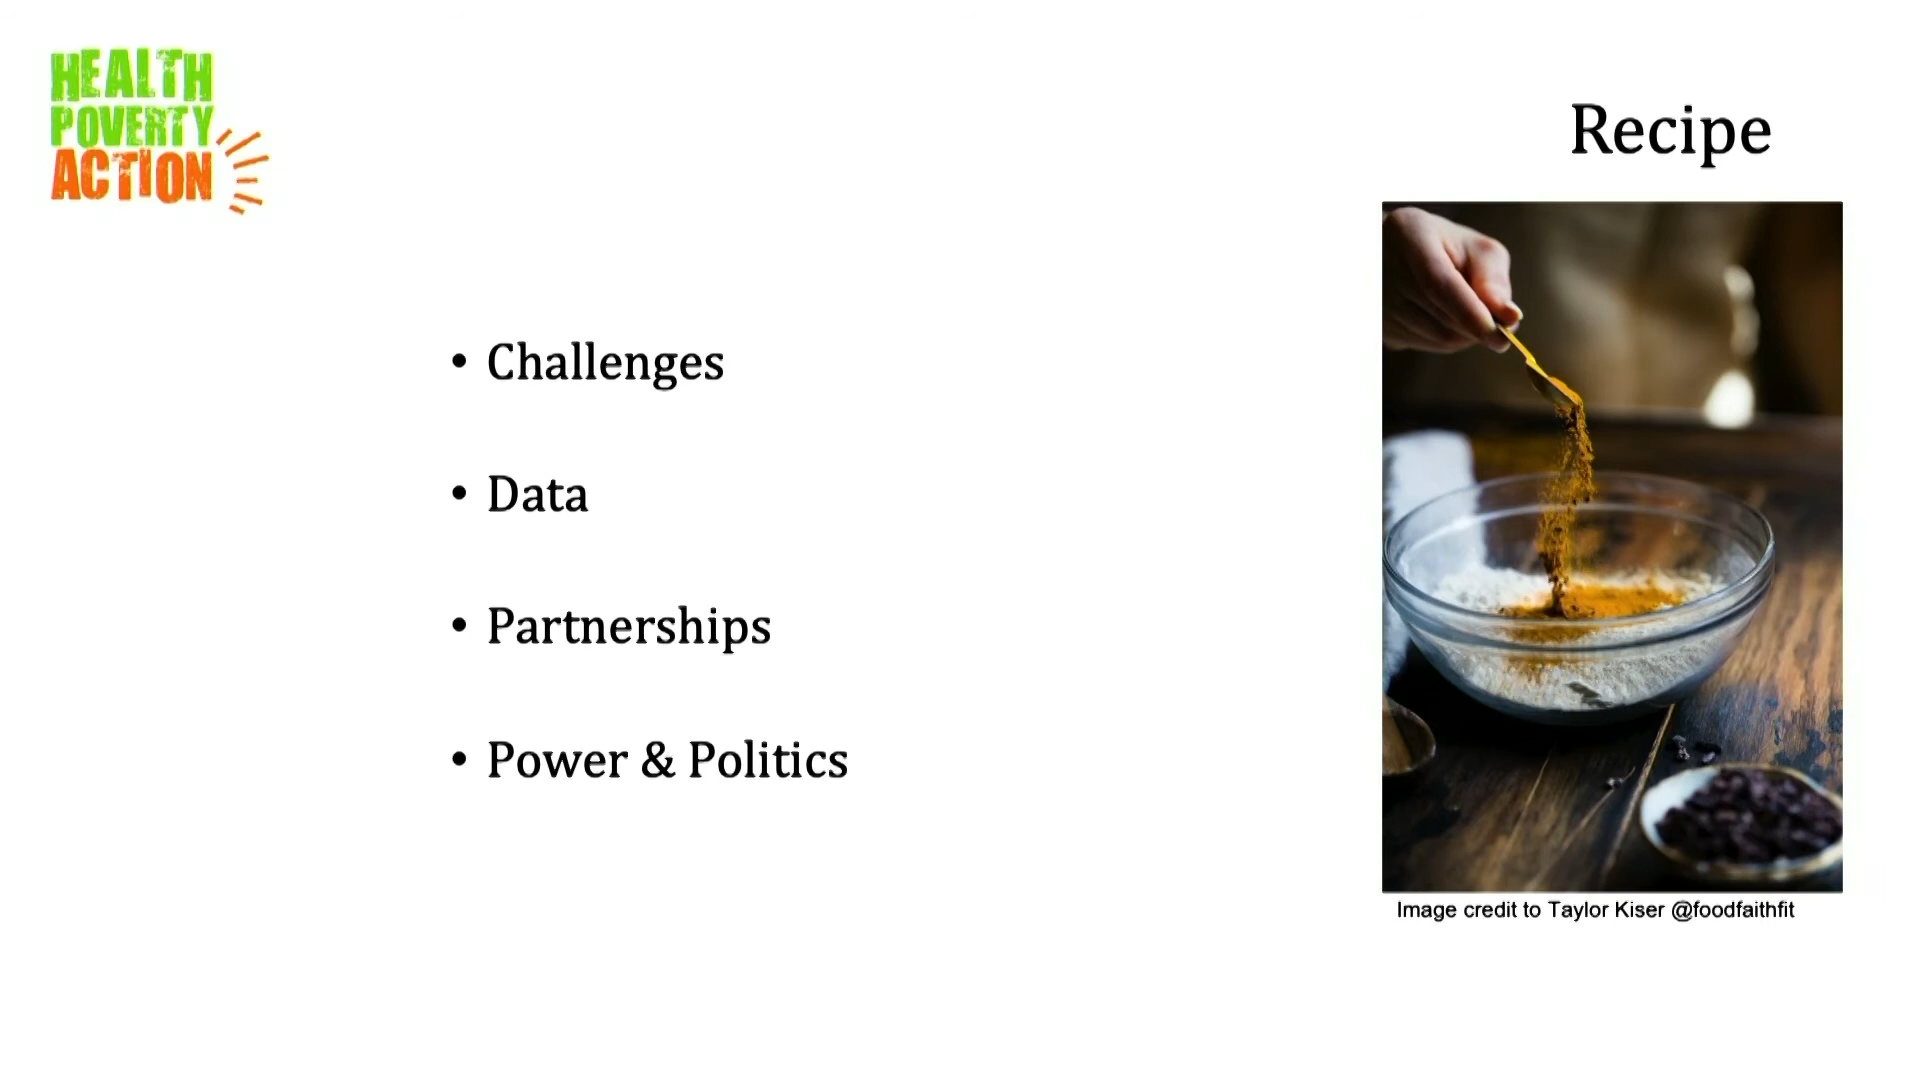 HEALTH
POVERTY
ACTION
Recipe
• Challenges
• Data
• Partnerships
• Power & Politics
Image credit to Taylor Kiser @foodfaithfit